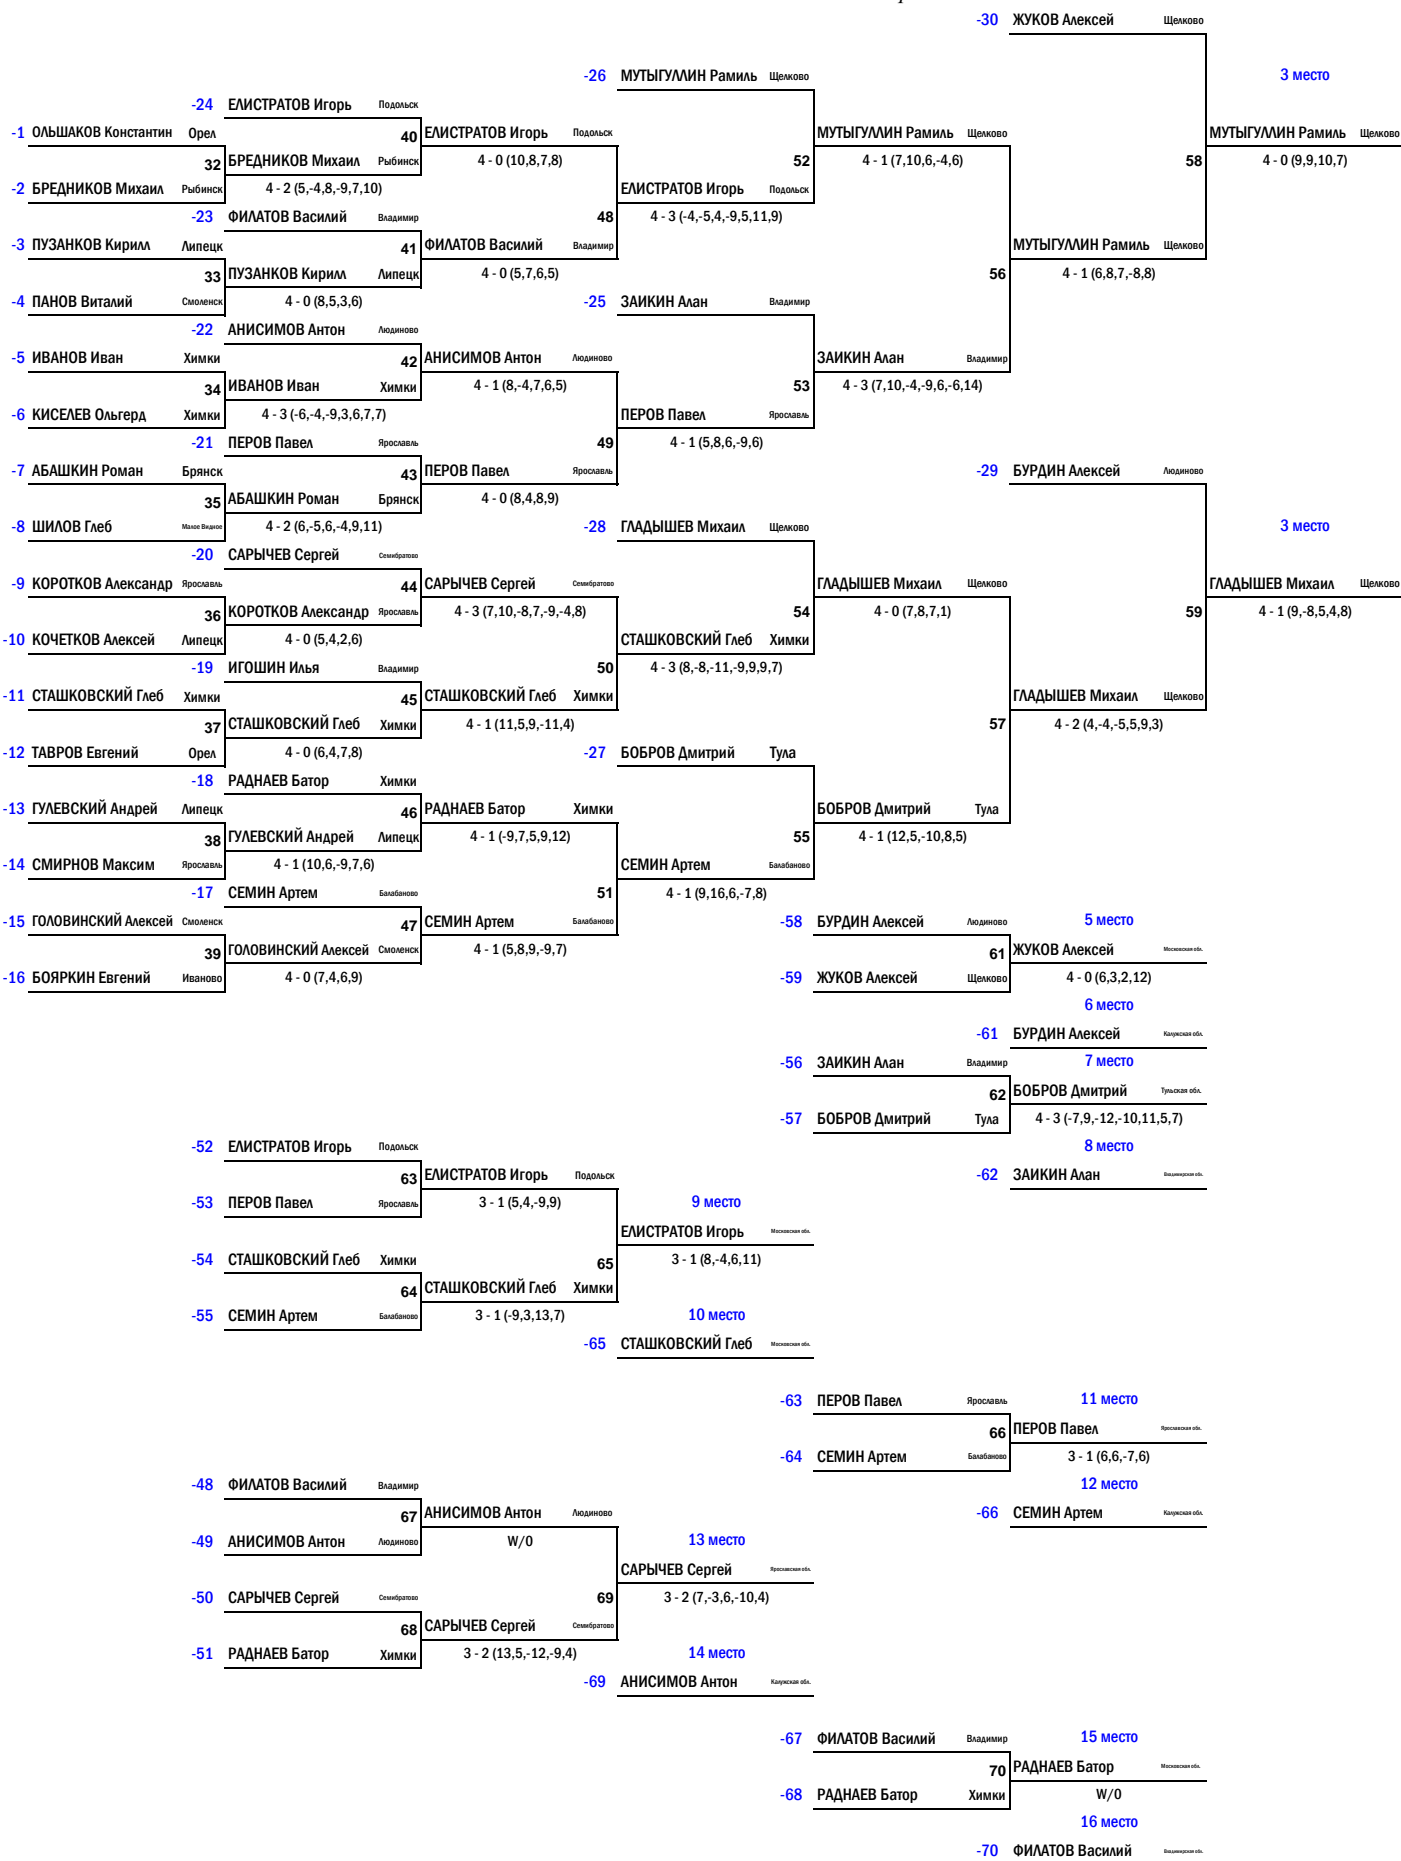 -30 ЖУКОВ Алексей Щелково
-26 МУТЫГУЛЛИН Рамиль Щелково 3 место
-24 ЕЛИСТРАТОВ Игорь Подольск
-1 ОЛЬШАКОВ Константин Орел 40 ЕЛИСТРАТОВ Игорь Подольск МУТЫГУЛЛИН Рамиль Щелково МУТЫГУЛЛИН Рамиль Щелково
32 БРЕДНИКОВ Михаил Рыбинск 4 - 0 (10,8,7,8) 52 4 - 1 (7,10,6,-4,6) 58 4 - 0 (9,9,10,7)
-2 БРЕДНИКОВ Михаил Рыбинск 4 - 2 (5,-4,8,-9,7,10) ЕЛИСТРАТОВ Игорь Подольск
-23 ФИЛАТОВ Василий Владимир 48 4 - 3 (-4,-5,4,-9,5,11,9)
-3 ПУЗАНКОВ Кирилл Липецк 41 ФИЛАТОВ Василий Владимир МУТЫГУЛЛИН Рамиль Щелково
33 ПУЗАНКОВ Кирилл Липецк 4 - 0 (5,7,6,5) 56 4 - 1 (6,8,7,-8,8)
-4 ПАНОВ Виталий Смоленск 4 - 0 (8,5,3,6) -25 ЗАИКИН Алан Владимир
-22 АНИСИМОВ Антон Людиново
-5 ИВАНОВ Иван Химки 42 АНИСИМОВ Антон Людиново ЗАИКИН Алан Владимир
34 ИВАНОВ Иван Химки 4 - 1 (8,-4,7,6,5) 53 4 - 3 (7,10,-4,-9,6,-6,14)
-6 КИСЕЛЕВ Ольгерд Химки 4 - 3 (-6,-4,-9,3,6,7,7) ПЕРОВ Павел Ярославль
-21 ПЕРОВ Павел Ярославль 49 4 - 1 (5,8,6,-9,6)
-7 АБАШКИН Роман Брянск 43 ПЕРОВ Павел Ярославль -29 БУРДИН Алексей Людиново
35 АБАШКИН Роман Брянск 4 - 0 (8,4,8,9)
-8 ШИЛОВ Глеб Малое Видное 4 - 2 (6,-5,6,-4,9,11) -28 ГЛАДЫШЕВ Михаил Щелково 3 место
-20 САРЫЧЕВ Сергей Семибратово
-9 КОРОТКОВ Александр Ярославль 44 САРЫЧЕВ Сергей Семибратово ГЛАДЫШЕВ Михаил Щелково ГЛАДЫШЕВ Михаил Щелково
36 КОРОТКОВ Александр Ярославль 4 - 3 (7,10,-8,7,-9,-4,8) 54 4 - 0 (7,8,7,1) 59 4 - 1 (9,-8,5,4,8)
-10 КОЧЕТКОВ Алексей Липецк 4 - 0 (5,4,2,6) СТАШКОВСКИЙ Глеб Химки
-19 ИГОШИН Илья Владимир 50 4 - 3 (8,-8,-11,-9,9,9,7)
-11 СТАШКОВСКИЙ Глеб Химки 45 СТАШКОВСКИЙ Глеб Химки ГЛАДЫШЕВ Михаил Щелково
37 СТАШКОВСКИЙ Глеб Химки 4 - 1 (11,5,9,-11,4) 57 4 - 2 (4,-4,-5,5,9,3)
-12 ТАВРОВ Евгений Орел 4 - 0 (6,4,7,8) -27 БОБРОВ Дмитрий Тула
-18 РАДНАЕВ Батор Химки
-13 ГУЛЕВСКИЙ Андрей Липецк 46 РАДНАЕВ Батор Химки БОБРОВ Дмитрий Тула
38 ГУЛЕВСКИЙ Андрей Липецк 4 - 1 (-9,7,5,9,12) 55 4 - 1 (12,5,-10,8,5)
-14 СМИРНОВ Максим Ярославль 4 - 1 (10,6,-9,7,6) СЕМИН Артем Балабаново
-17 СЕМИН Артем Балабаново 51 4 - 1 (9,16,6,-7,8)
-15 ГОЛОВИНСКИЙ Алексей Смоленск 47 СЕМИН Артем Балабаново -58 БУРДИН Алексей Людиново 5 место
39 ГОЛОВИНСКИЙ Алексей Смоленск 4 - 1 (5,8,9,-9,7) 61 ЖУКОВ Алексей Московская обл.
-16 БОЯРКИН Евгений Иваново 4 - 0 (7,4,6,9) -59 ЖУКОВ Алексей Щелково 4 - 0 (6,3,2,12)
6 место
-61 БУРДИН Алексей Калужская обл.
-56 ЗАИКИН Алан Владимир 7 место
62 БОБРОВ Дмитрий Тульская обл.
-57 БОБРОВ Дмитрий Тула 4 - 3 (-7,9,-12,-10,11,5,7)
-52 ЕЛИСТРАТОВ Игорь Подольск 8 место
63 ЕЛИСТРАТОВ Игорь Подольск -62 ЗАИКИН Алан Владимирская обл.
-53 ПЕРОВ Павел Ярославль 3 - 1 (5,4,-9,9) 9 место
ЕЛИСТРАТОВ Игорь Московская обл.
-54 СТАШКОВСКИЙ Глеб Химки 65 3 - 1 (8,-4,6,11)
64 СТАШКОВСКИЙ Глеб Химки
-55 СЕМИН Артем Балабаново 3 - 1 (-9,3,13,7) 10 место
-65 СТАШКОВСКИЙ Глеб Московская обл.
-63 ПЕРОВ Павел Ярославль 11 место
66 ПЕРОВ Павел Ярославская обл.
-64 СЕМИН Артем Балабаново 3 - 1 (6,6,-7,6)
-48 ФИЛАТОВ Василий Владимир 12 место
67 АНИСИМОВ Антон Людиново -66 СЕМИН Артем Калужская обл.
-49 АНИСИМОВ Антон Людиново W/0 13 место
САРЫЧЕВ Сергей Ярославская обл.
-50 САРЫЧЕВ Сергей Семибратово 69 3 - 2 (7,-3,6,-10,4)
68 САРЫЧЕВ Сергей Семибратово
-51 РАДНАЕВ Батор Химки 3 - 2 (13,5,-12,-9,4) 14 место
-69 АНИСИМОВ Антон Калужская обл.
-67 ФИЛАТОВ Василий Владимир 15 место
70 РАДНАЕВ Батор Московская обл.
-68 РАДНАЕВ Батор Химки W/0
16 место
-70 ФИЛАТОВ Василий Владимирская обл.